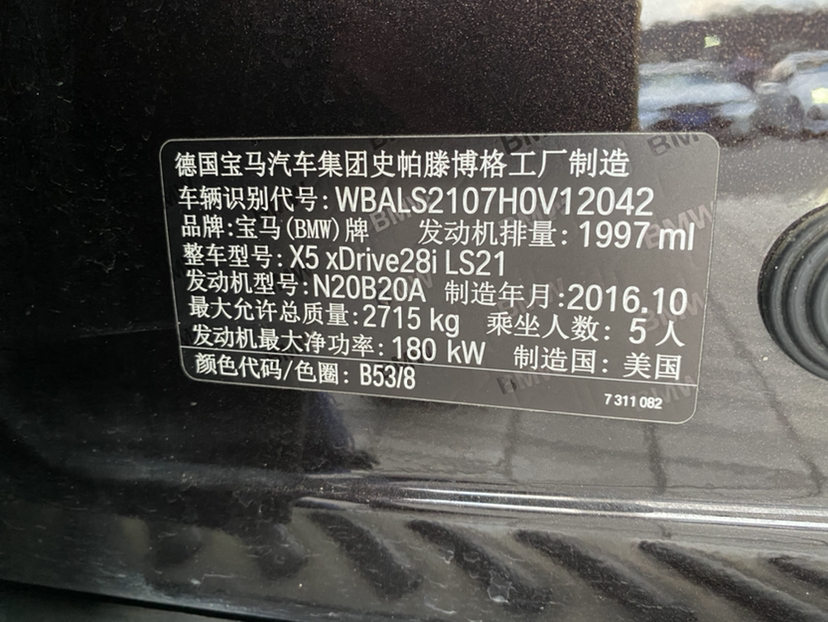 德国宝马汽车集团史帕滕博格工厂制造
车辆识别代号: WBALS2107H0V12042
品牌: 宝马(BMW)牌 发动机排量: 1997 ml
整车型号: X5 xDrive28i LS21
发动机型号: N20B20A 制造年月: 2016.10
最大允许总质量: 2715 kg 乘坐人数: 5 人
发动机最大净功率: 180 kW 制造国: 美国
颜色代码/色圈: B53/8
7 311 082